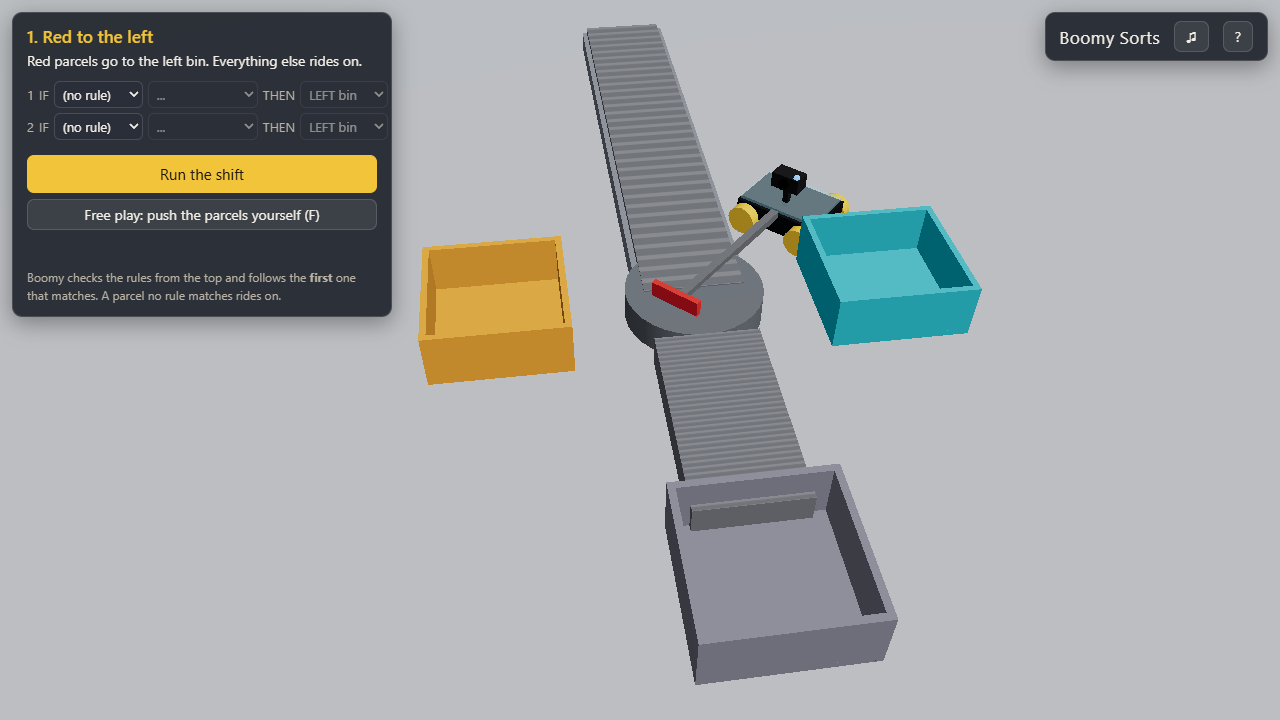 1. Red to the left
Red parcels go to the left bin. Everything else rides on.
1 IF (no rule) ... THEN LEFT bin
2 IF (no rule) ... THEN LEFT bin
Run the shift
Free play: push the parcels yourself (F)
Boomy checks the rules from the top and follows the first one
that matches. A parcel no rule matches rides on.
Boomy Sorts ♫ ?